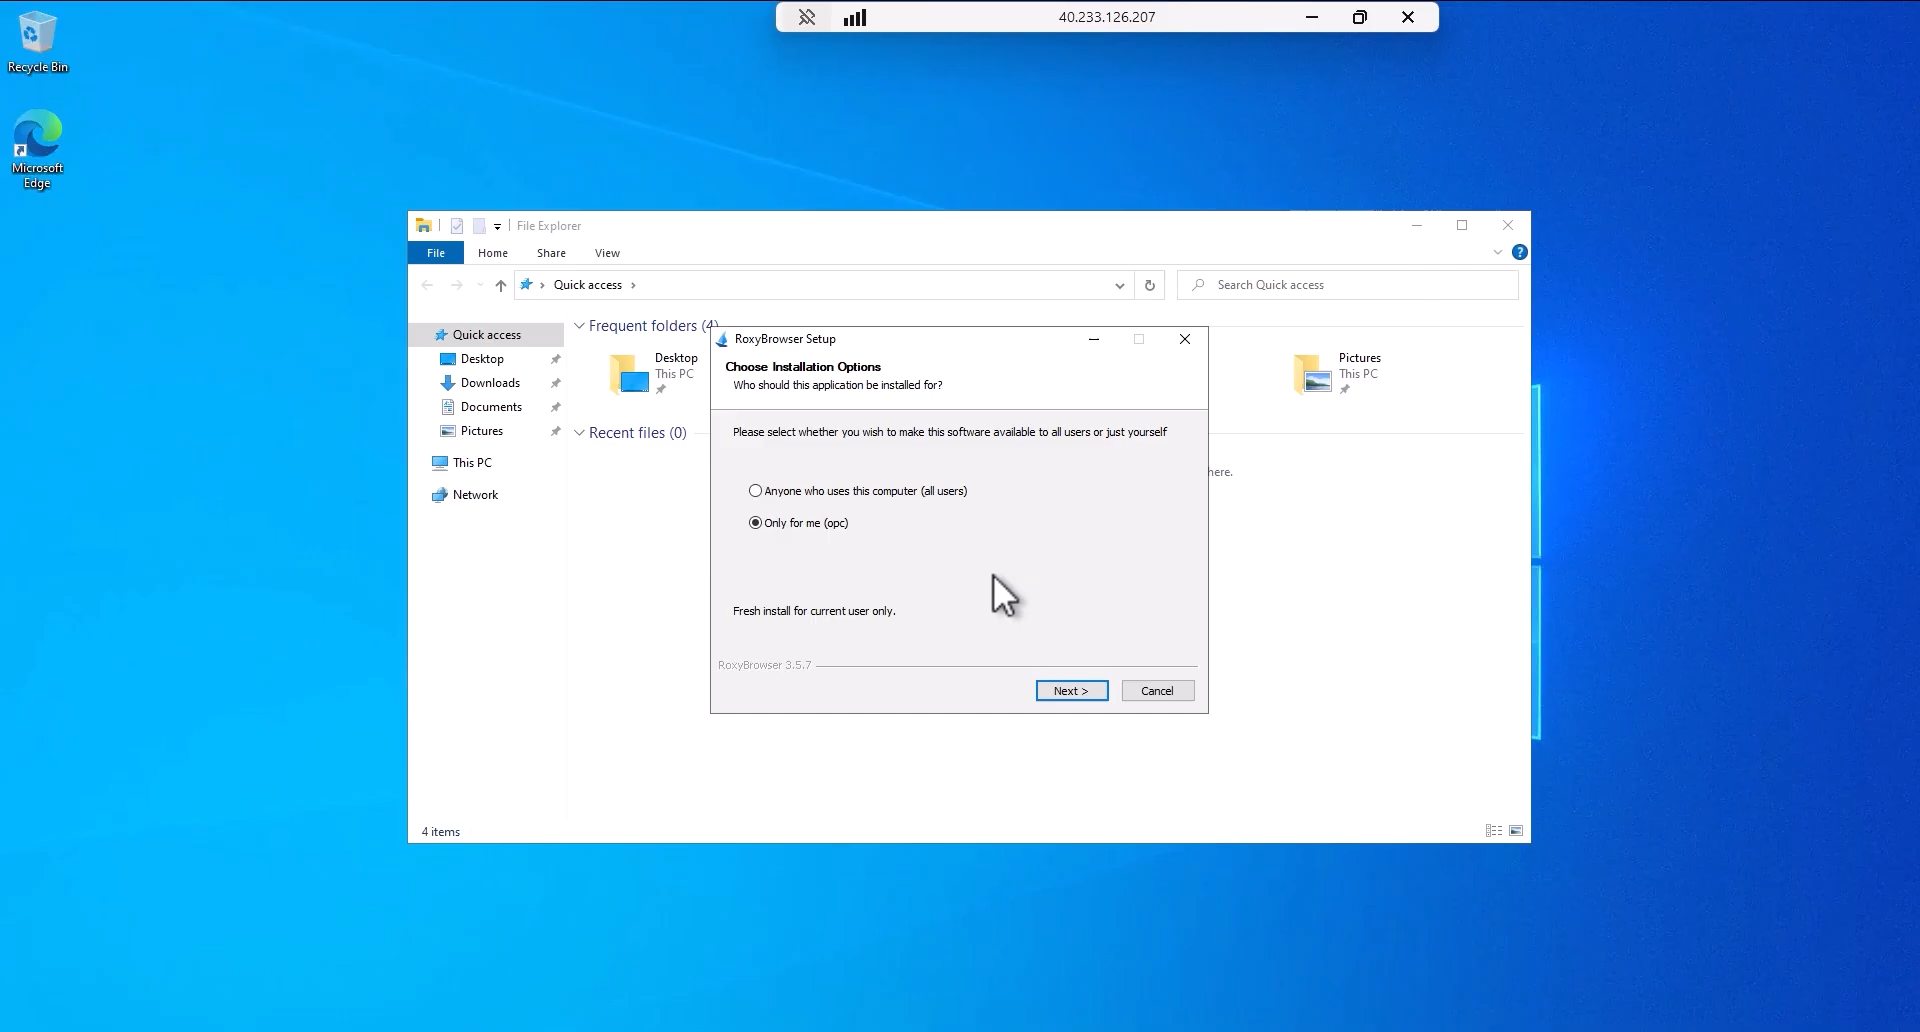 40.233.126.207
Recycle Bin
Microsoft
Edge
File Explorer
File
Home
Share
View
?
Quick access
Search Quick access
Quick access
Desktop
Downloads
Documents
Pictures
This PC
Network
Frequent folders (4)
Desktop
This PC
Pictures
This PC
Recent files (0)
here.
RoxyBrowser Setup
Choose Installation Options
Who should this application be installed for?
Please select whether you wish to make this software available to all users or just yourself
Anyone who uses this computer (all users)
Only for me (opc)
Fresh install for current user only.
RoxyBrowser 3.5.7
Next >
Cancel
4 items